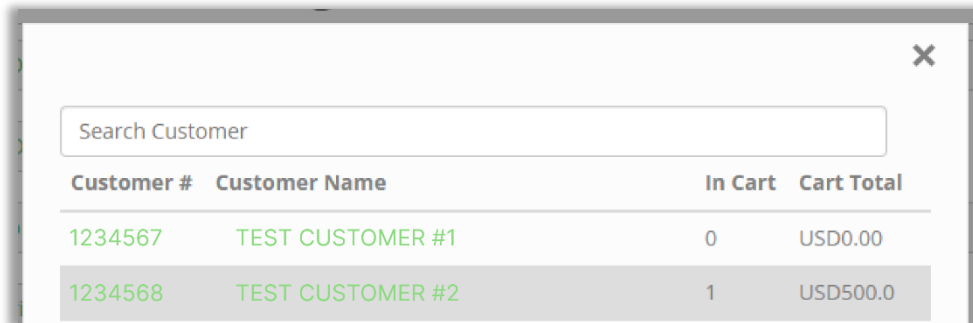 Search Customer
Customer # Customer Name In Cart Cart Total
1234567 TEST CUSTOMER #1 0 USD0.00
1234568 TEST CUSTOMER #2 1 USD500.0